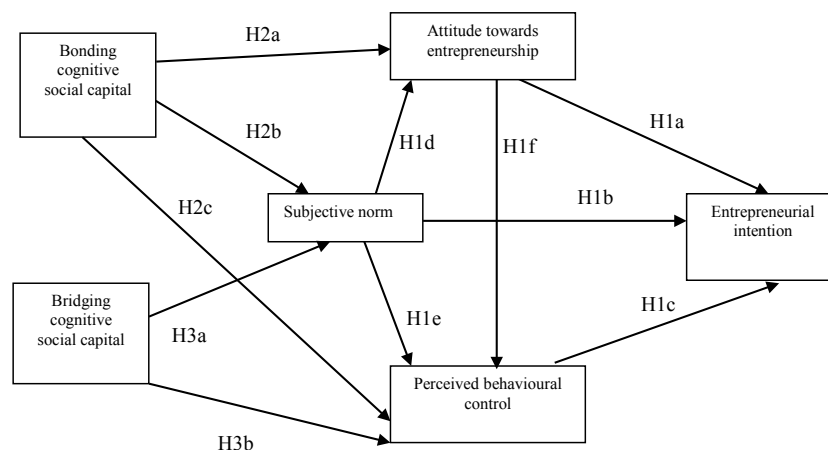 Bonding
cognitive
social capital
H2a
Attitude towards
entrepreneurship
H2b
H1d
H1f
H1a
H2c
Subjective norm
H1b
Entrepreneurial
intention
Bridging
cognitive
social capital
H3a
H1e
H1c
Perceived behavioural
control
H3b